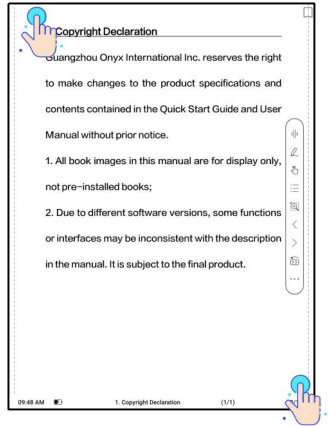 Copyright Declaration
Guangzhou Onyx International Inc. reserves the right
to make changes to the product specifications and
contents contained in the Quick Start Guide and User
Manual without prior notice.
1. All book images in this manual are for display only,
not pre-installed books;
2. Due to different software versions, some functions
or interfaces may be inconsistent with the description
in the manual. It is subject to the final product.
09:48 AM 1. Copyright Declaration (1/1)